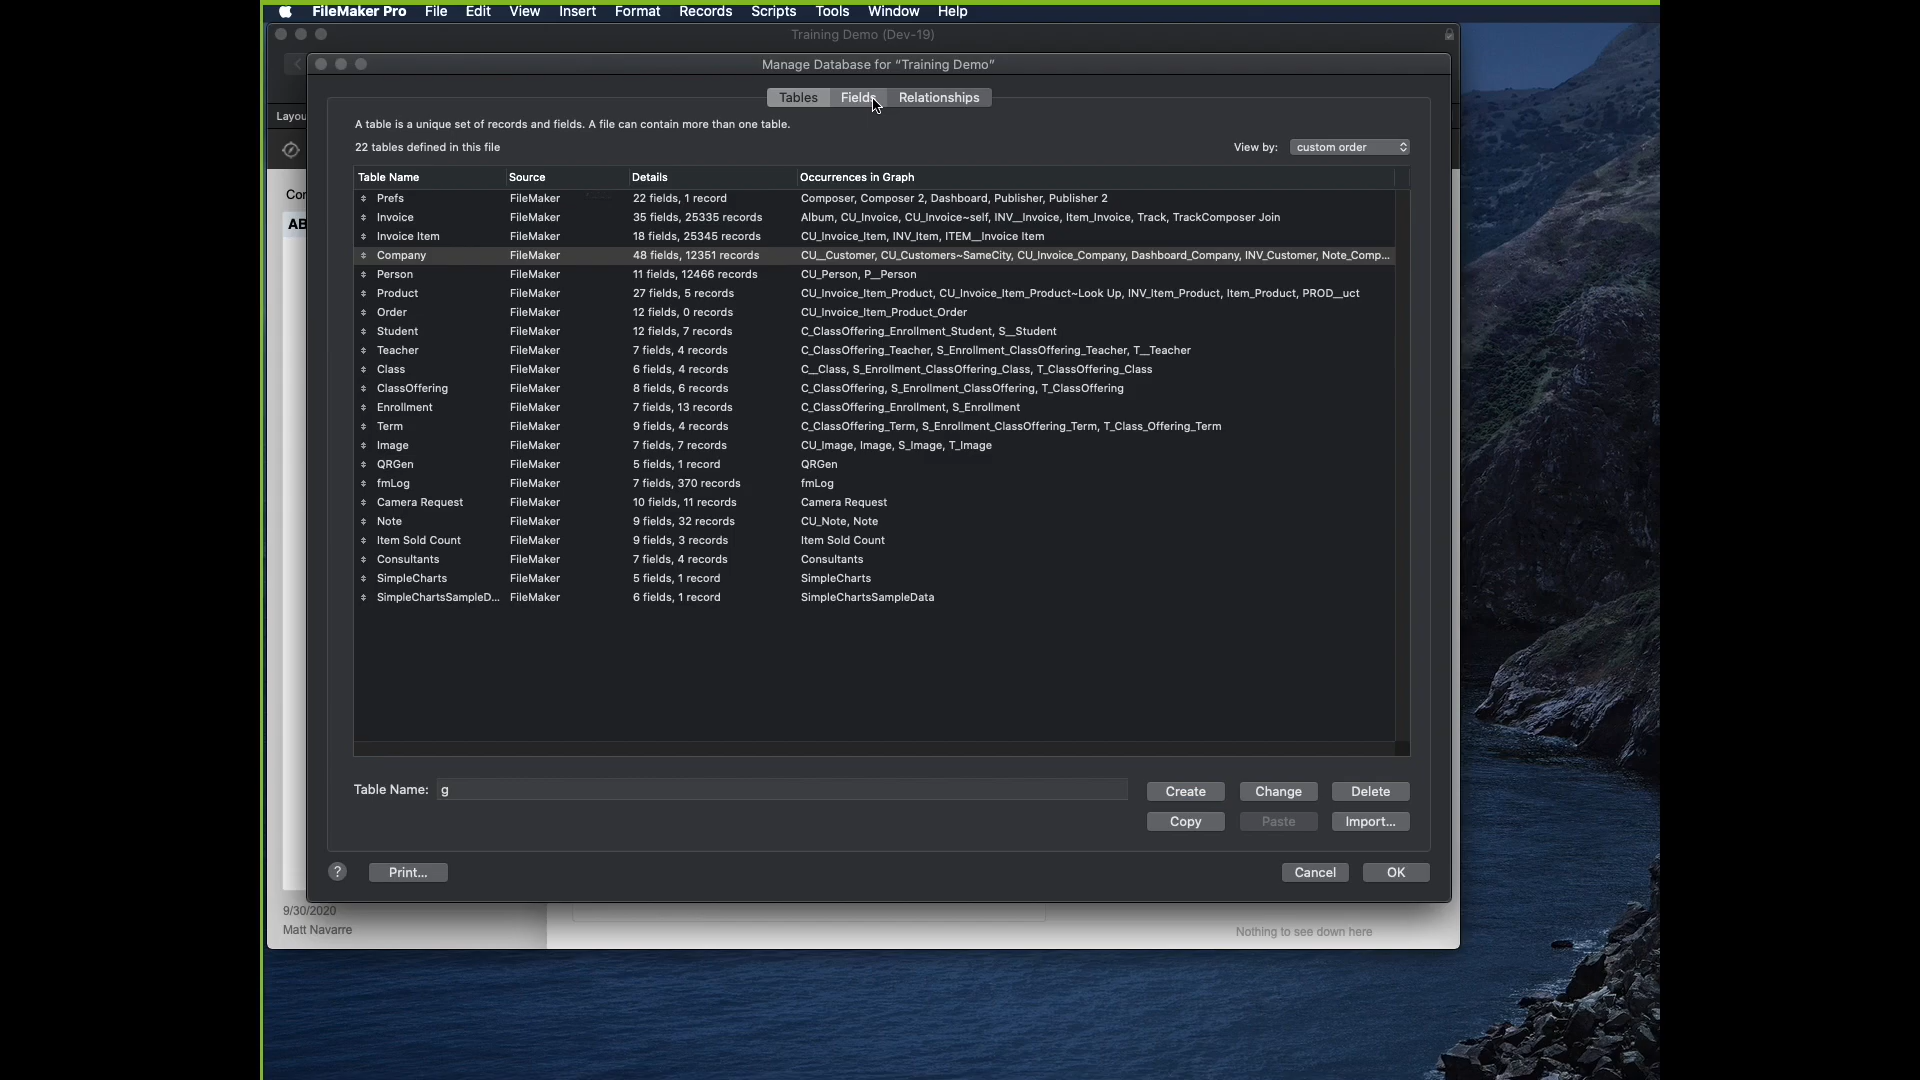 FileMaker Pro File Edit View Insert Format Records Scripts Tools Window Help
Training Demo (Dev-19)
Manage Database for “Training Demo”
Tables Fields Relationships
Layou
A table is a unique set of records and fields. A file can contain more than one table.
22 tables defined in this file
View by: custom order
Table Name Source Details Occurrences in Graph
Prefs FileMaker 22 fields, 1 record Composer, Composer 2, Dashboard, Publisher, Publisher 2
Invoice FileMaker 35 fields, 25335 records Album, CU_Invoice, CU_Invoice~self, INV__Invoice, Item_Invoice, Track, TrackComposer Join
Invoice Item FileMaker 18 fields, 25345 records CU_Invoice_Item, INV_Item, ITEM__Invoice Item
Company FileMaker 48 fields, 12351 records CU__Customer, CU_Customers~SameCity, CU_Invoice_Company, Dashboard_Company, INV_Customer, Note_Comp...
Person FileMaker 11 fields, 12466 records CU_Person, P__Person
Product FileMaker 27 fields, 5 records CU_Invoice_Item_Product, CU_Invoice_Item_Product~Look Up, INV_Item_Product, Item_Product, PROD__uct
Order FileMaker 12 fields, 0 records CU_Invoice_Item_Product_Order
Student FileMaker 12 fields, 7 records C_ClassOffering_Enrollment_Student, S__Student
Teacher FileMaker 7 fields, 4 records C_ClassOffering_Teacher, S_Enrollment_ClassOffering_Teacher, T__Teacher
Class FileMaker 6 fields, 4 records C__Class, S_Enrollment_ClassOffering_Class, T_ClassOffering_Class
ClassOffering FileMaker 8 fields, 6 records C_ClassOffering, S_Enrollment_ClassOffering, T_ClassOffering
Enrollment FileMaker 7 fields, 13 records C_ClassOffering_Enrollment, S_Enrollment
Term FileMaker 9 fields, 4 records C_ClassOffering_Term, S_Enrollment_ClassOffering_Term, T_Class_Offering_Term
Image FileMaker 7 fields, 7 records CU_Image, Image, S_Image, T_Image
QRGen FileMaker 5 fields, 1 record QRGen
fmLog FileMaker 7 fields, 370 records fmLog
Camera Request FileMaker 10 fields, 11 records Camera Request
Note FileMaker 9 fields, 32 records CU_Note, Note
Item Sold Count FileMaker 9 fields, 3 records Item Sold Count
Consultants FileMaker 7 fields, 4 records Consultants
SimpleCharts FileMaker 5 fields, 1 record SimpleCharts
SimpleChartsSampleD... FileMaker 6 fields, 1 record SimpleChartsSampleData
Con
AB
Table Name: g
Create Change Delete
Copy Paste Import...
? Print... Cancel OK
9/30/2020
Matt Navarre
Nothing to see down here